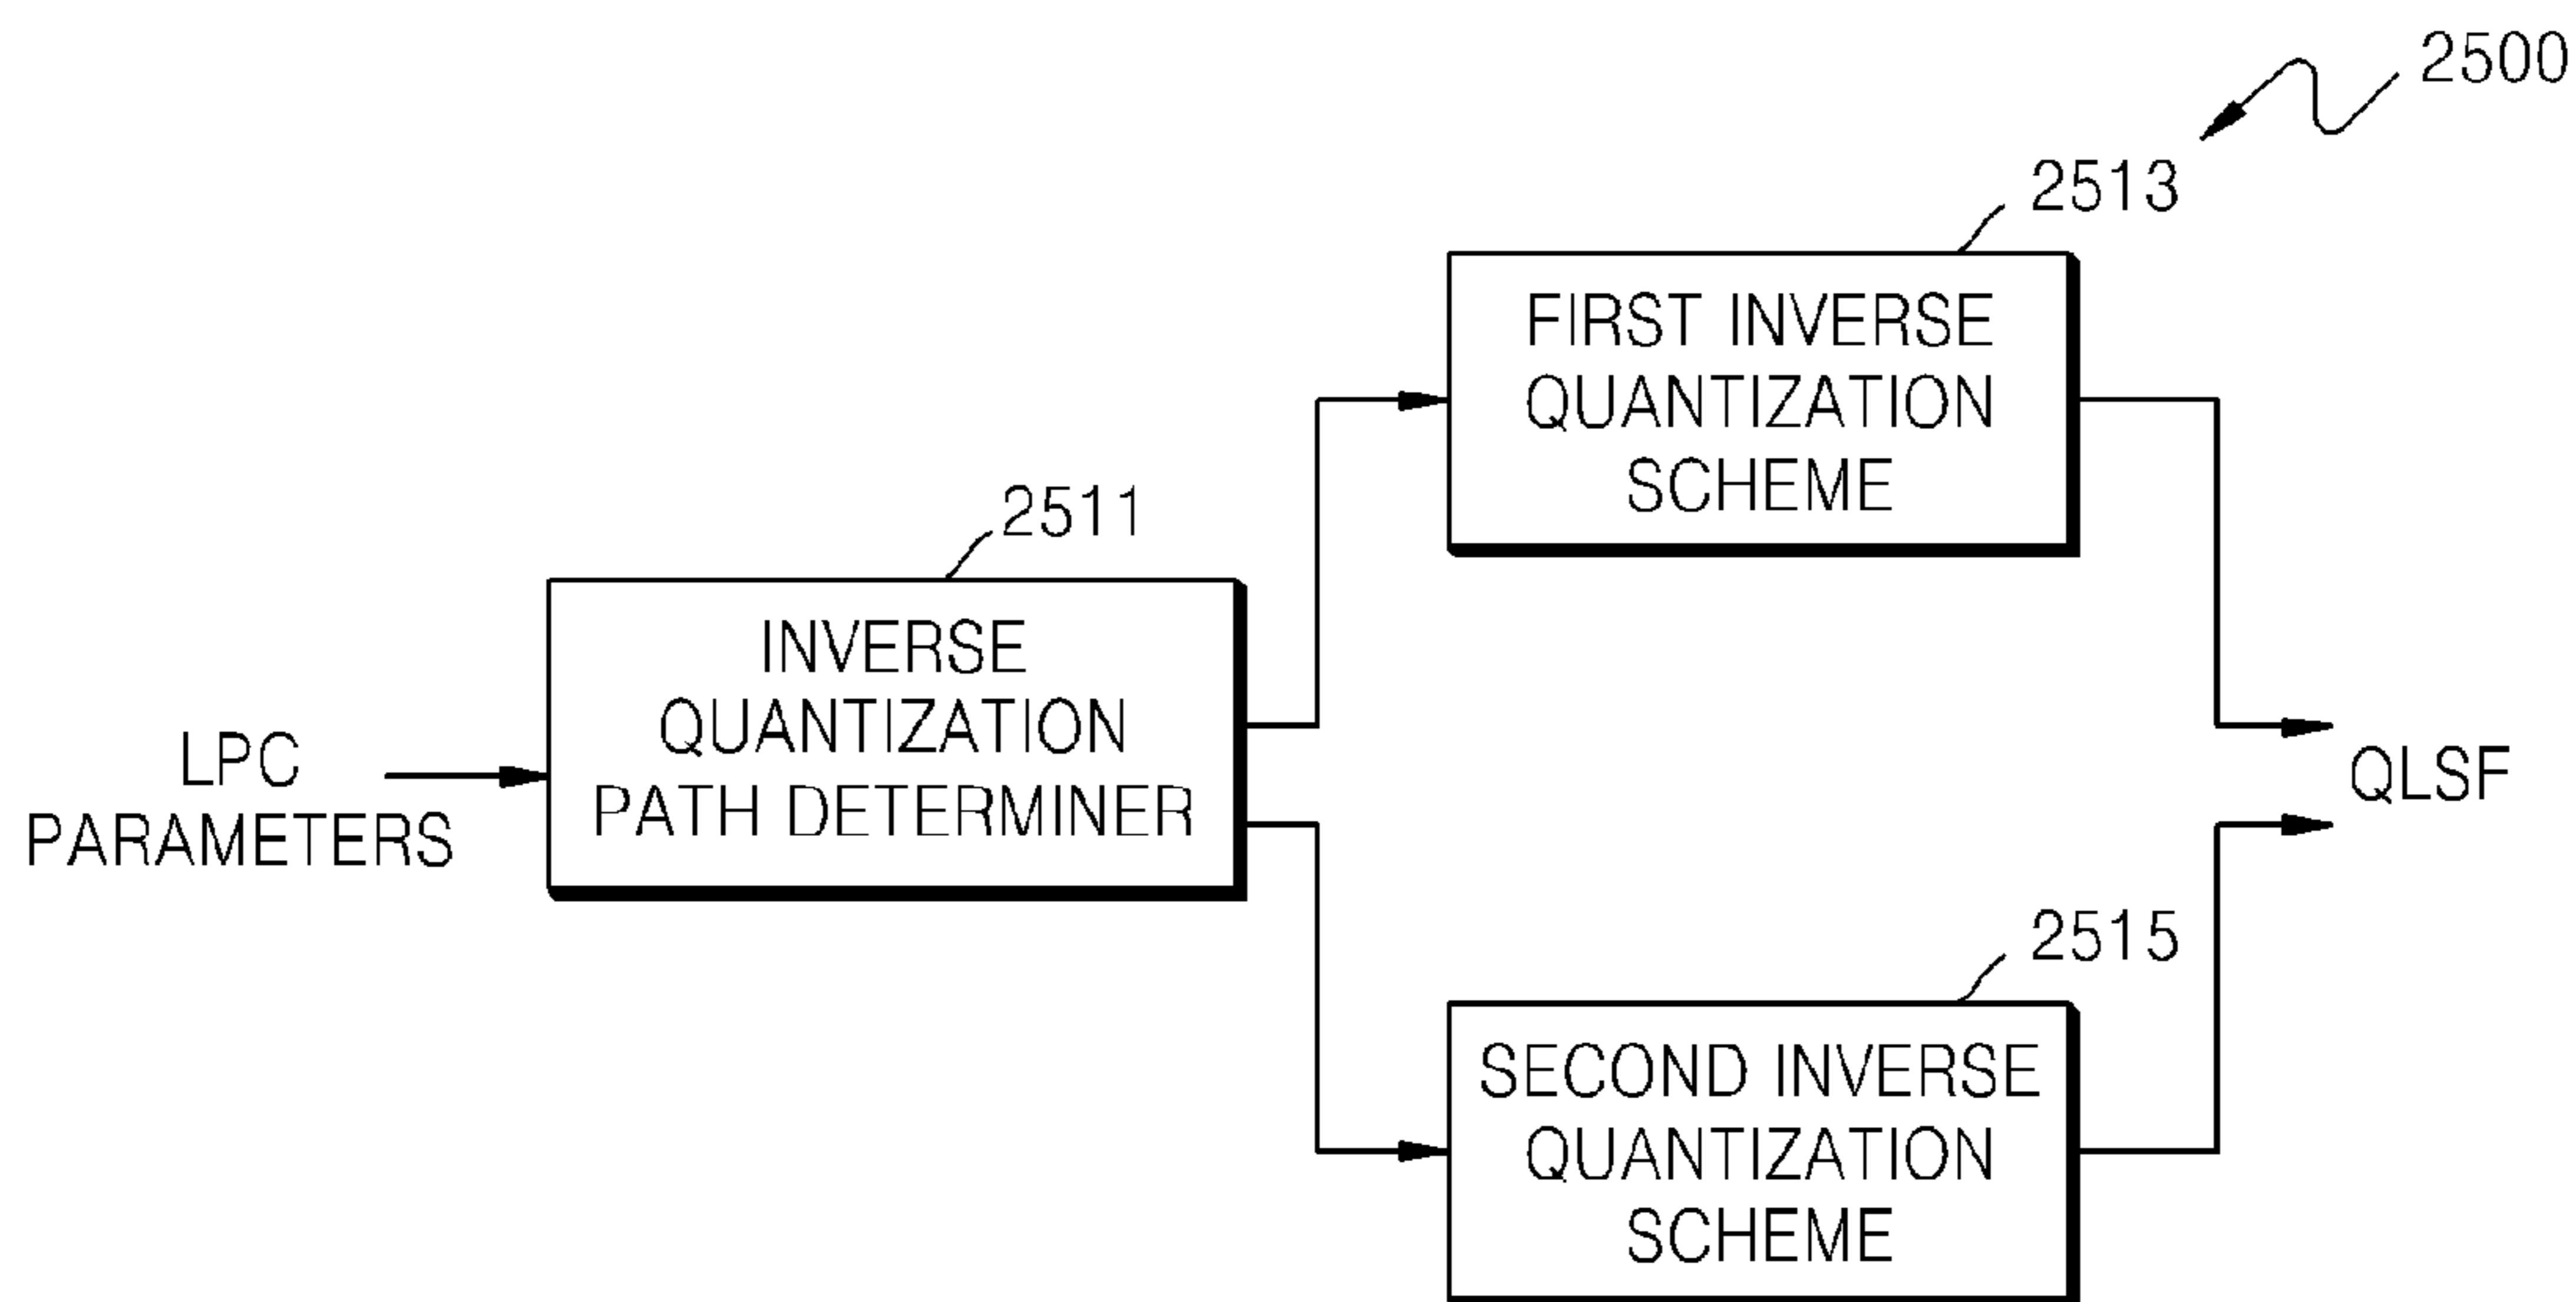 2500
2513
FIRST INVERSE
QUANTIZATION
SCHEME
2511
INVERSE
QUANTIZATION
PATH DETERMINER
LPC
PARAMETERS
QLSF
2515
SECOND INVERSE
QUANTIZATION
SCHEME